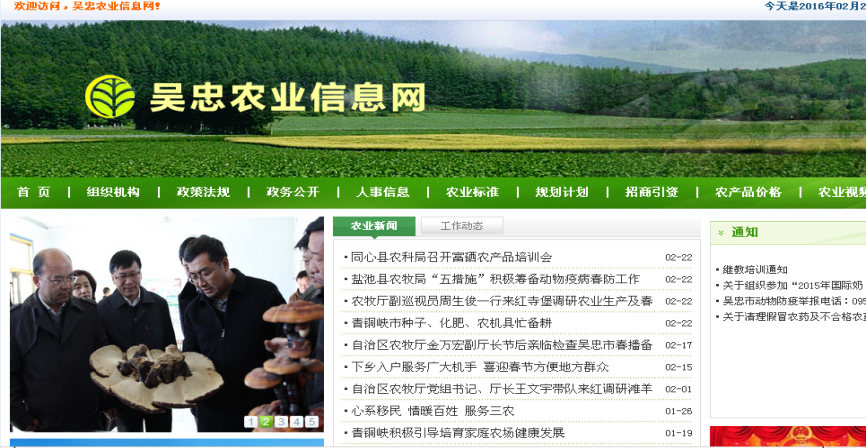 欢迎访问，吴忠农业信息网！
今天是2016年02月2
吴忠农业信息网
首 页 | 组织机构 | 政策法规 | 政务公开 | 人事信息 | 农业标准 | 规划计划 | 招商引资 | 农产品价格 | 农业视频
农业新闻 工作动态
同心县农科局召开富硒农产品培训会 02-22
盐池县农牧局“五措施”积极筹备动物疫病春防工作 02-22
农牧厅副巡视员周生俊一行来红寺堡调研农业生产及春 02-22
青铜峡市种子、化肥、农机具忙备耕 02-22
自治区农牧厅金万宏副厅长节后亲临检查吴忠市春播备 02-17
下乡入户服务广大机手 喜迎春节方便地方群众 02-15
自治区农牧厅党组书记、厅长王文宇带队来红调研滩羊 02-01
心系移民 情暖百姓 服务三农 01-26
青铜峡积极引导培育家庭农场健康发展 01-19
1 2 3 4 5
通知
继教培训通知
关于组织参加“2015年国际奶
吴忠市动物防疫举报电话：095
关于清理假冒农药及不合格农